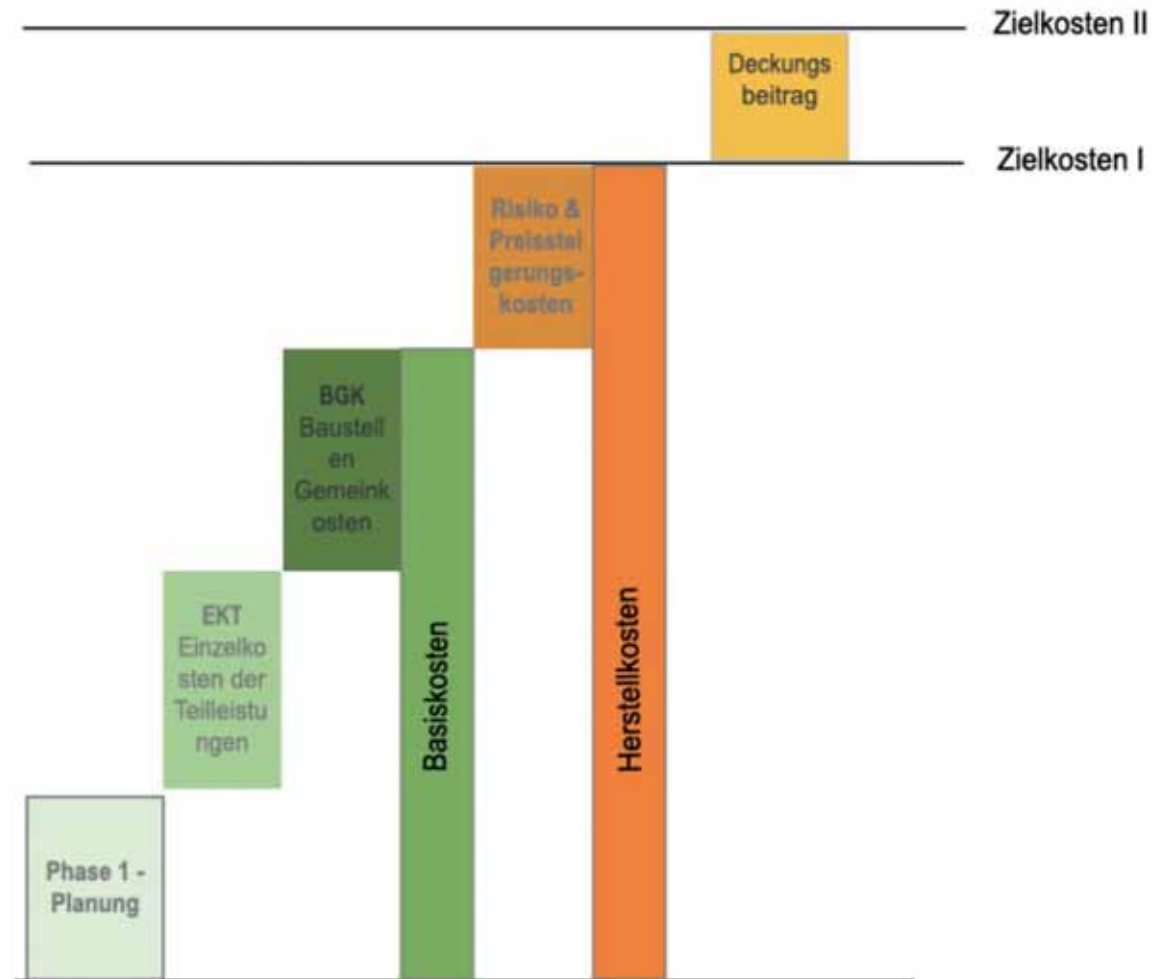 Zielkosten II
Deckungs
beitrag
Zielkosten I
Risiko &
Preisstei
gerungs-
kosten
BGK
Baustell
en
Gemeink
osten
EKT
Einzelko
sten der
Teilleistu
ngen
Basiskosten
Herstellkosten
Phase 1 -
Planung